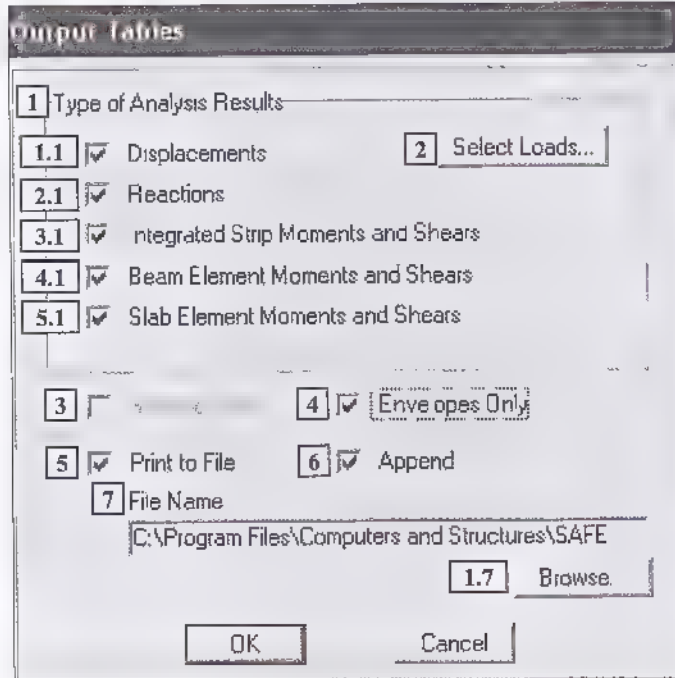 Output Tables
1 Type of Analysis Results
1.1 Displacements
2 Select Loads...
2.1 Reactions
3.1 ntegrated Strip Moments and Shears
4.1 Beam Element Moments and Shears
5.1 Slab Element Moments and Shears
3
4 Enve opes Only
5 Print to File
6 Append
7 File Name
C:\Program Files\Computers and Structures\SAFE
1.7 Browse.
OK
Cancel